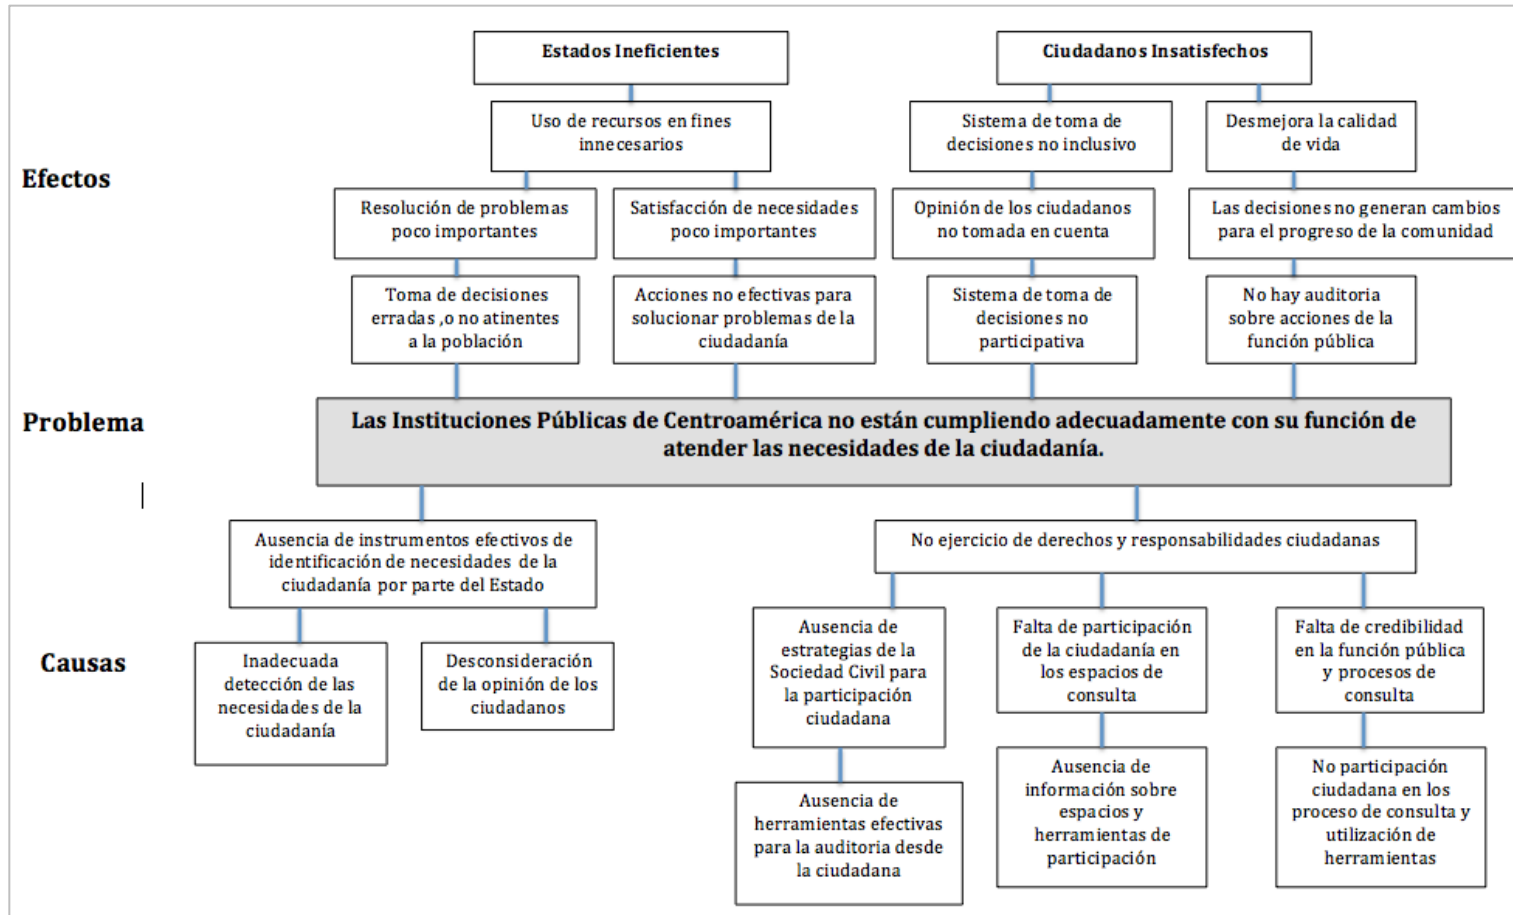 Estados Ineficientes
Ciudadanos Insatisfechos
Uso de recursos en fines
innecesarios
Sistema de toma de
decisiones no inclusivo
Desmejora la calidad
de vida
Efectos
Resolución de problemas
poco importantes
Satisfacción de necesidades
poco importantes
Opinión de los ciudadanos
no tomada en cuenta
Las decisiones no generan cambios
para el progreso de la comunidad
Toma de decisiones
erradas ,o no atinentes
a la población
Acciones no efectivas para
solucionar problemas de la
ciudadanía
Sistema de toma de
decisiones no
participativa
No hay auditoria
sobre acciones de la
función pública
Problema
Las Instituciones Públicas de Centroamérica no están cumpliendo adecuadamente con su función de
atender las necesidades de la ciudadanía.
Ausencia de instrumentos efectivos de
identificación de necesidades de la
ciudadanía por parte del Estado
No ejercicio de derechos y responsabilidades ciudadanas
Causas
Inadecuada
detección de las
necesidades de la
ciudadanía
Desconsideración
de la opinión de los
ciudadanos
Ausencia de
estrategias de la
Sociedad Civil para
la participación
ciudadana
Falta de participación
de la ciudadanía en
los espacios de
consulta
Falta de credibilidad
en la función pública
y procesos de
consulta
Ausencia de
herramientas efectivas
para la auditoria desde
la ciudadana
Ausencia de
información sobre
espacios y
herramientas de
participación
No participación
ciudadana en los
proceso de consulta y
utilización de
herramientas